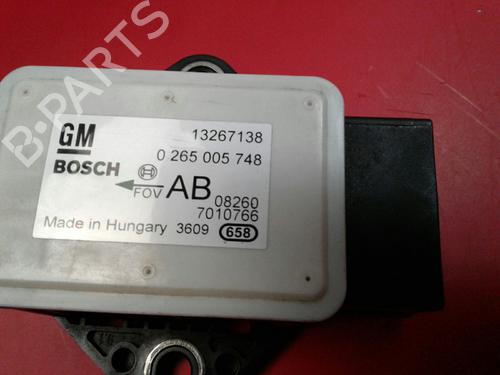 GM 13267138
BOSCH 0 265 005 748
FOV AB 08260
7010766
Made in Hungary 3609 658
B-PARTS